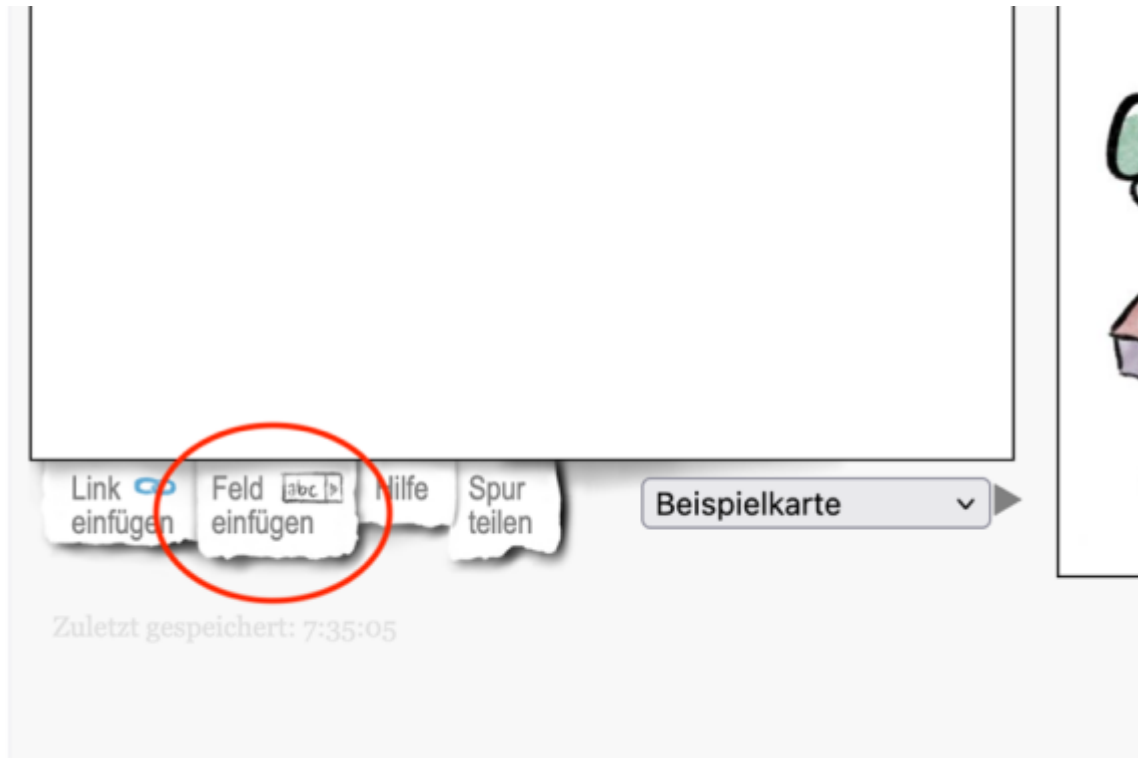 Link
einfügen
Feld abc
einfügen
Hilfe
Spur
teilen
Beispielkarte
Zuletzt gespeichert: 7:35:05